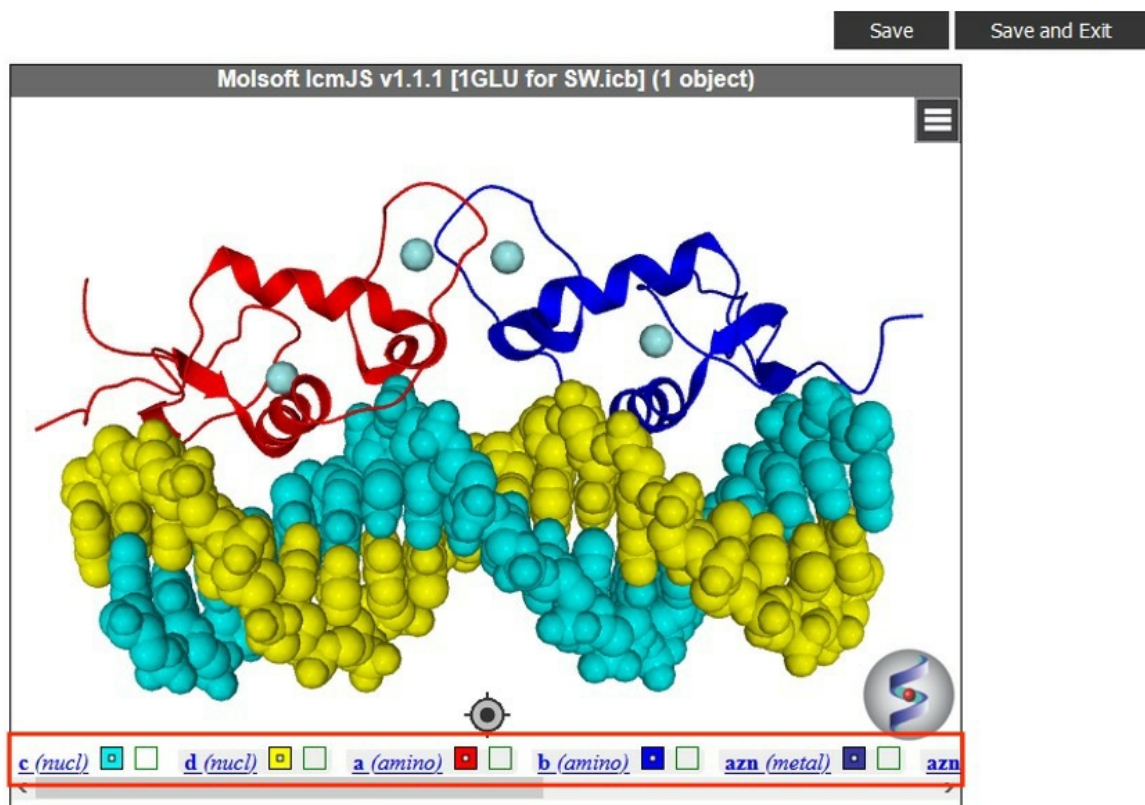 Save Save and Exit
Molsoft IcmJS v1.1.1 [1GLU for SW.icb] (1 object)
c (nucl) d (nucl) a (amino) b (amino) azn (metal) azn